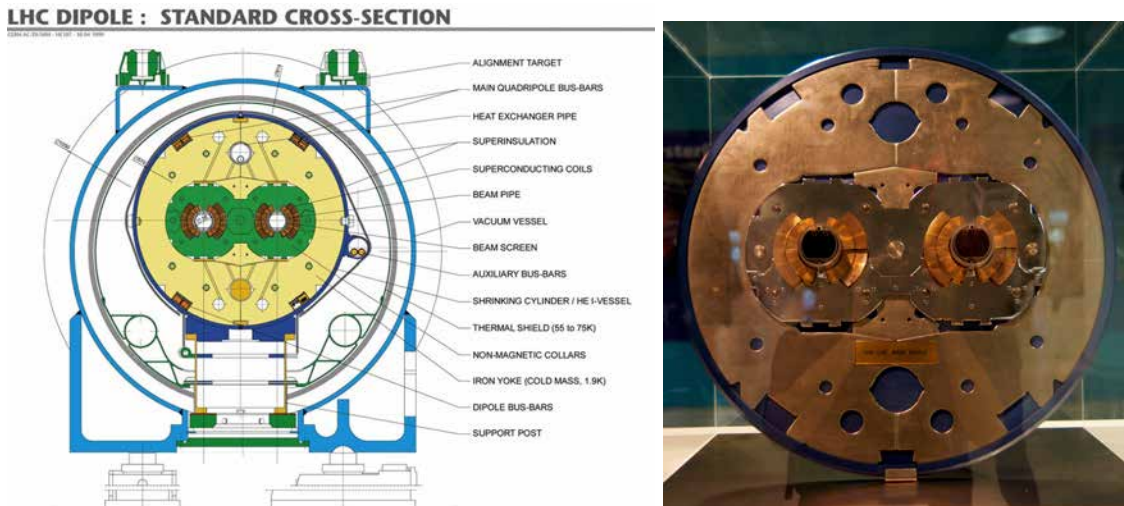 LHC DIPOLE : STANDARD CROSS-SECTION
ALIGNMENT TARGET
MAIN QUADRIPOLE BUS-BARS
HEAT EXCHANGER PIPE
SUPERINSULATION
SUPERCONDUCTING COILS
BEAM PIPE
VACUUM VESSEL
BEAM SCREEN
AUXILIARY BUS-BARS
SHRINKING CYLINDER / HE I-VESSEL
THERMAL SHIELD (55 to 75K)
NON-MAGNETIC COLLARS
IRON YOKE (COLD MASS, 1.9K)
DIPOLE BUS-BARS
SUPPORT POST